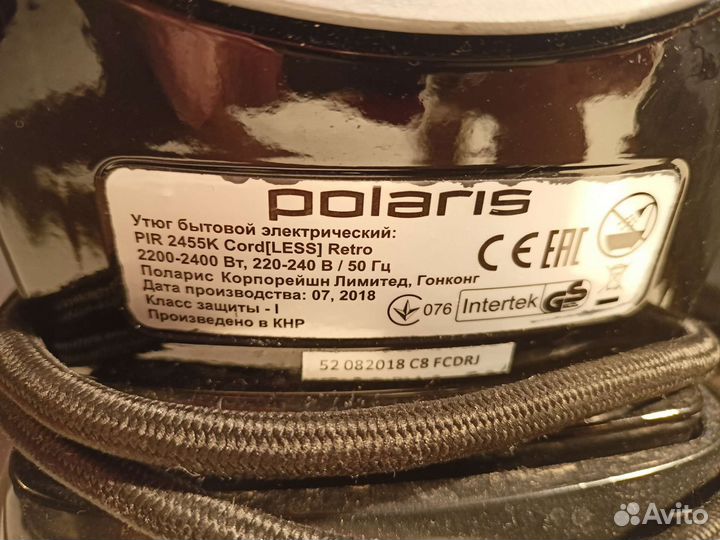 polaris
Утюг бытовой электрический:
PIR 2455K Cord[LESS] Retro
2200-2400 Вт, 220-240 В / 50 Гц
Поларис Корпорейшн Лимитед, Гонконг
Дата производства: 07, 2018
Класс защиты - I
Произведено в КНР
CE EAC
076 Intertek GS
52 082018 C8 FCDRJ
Avito